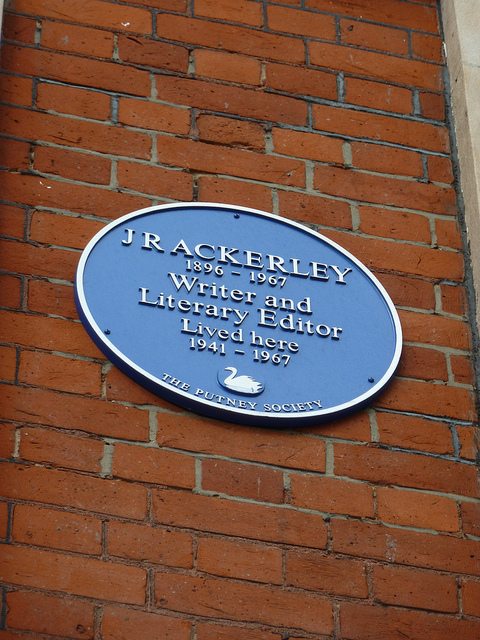 J R ACKERLEY
1896 - 1967
Writer and
Literary Editor
Lived here
1941 - 1967
THE PUTNEY SOCIETY